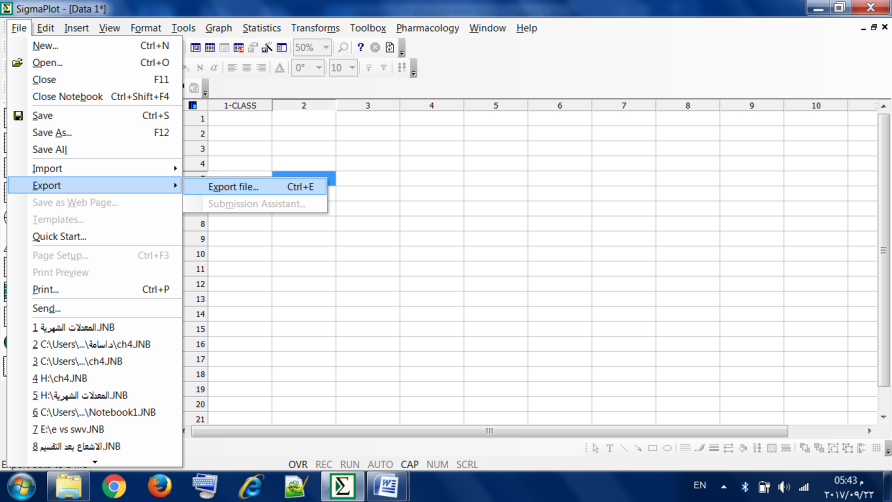 SigmaPlot - [Data 1*]
File Edit Insert View Format Tools Graph Statistics Transforms Toolbox Pharmacology Window Help
50%
0° 10
New... Ctrl+N
Open... Ctrl+O
Close F11
Close Notebook Ctrl+Shift+F4
Save Ctrl+S
Save As... F12
Save All
Import
Export
Export file... Ctrl+E
Submission Assistant...
Save as Web Page...
Templates...
Quick Start...
Page Setup... Ctrl+F3
Print Preview
Print... Ctrl+P
Send...
1 المعدلات الشهرية.JNB
2 C:\Users\...\د.اسامة\ch4.JNB
3 C:\Users\...\ch4.JNB
4 H:\ch4.JNB
5 H:\المعدلات الشهرية.JNB
6 C:\Users\...\Notebook1.JNB
7 E:\e vs swv.JNB
8 الاشعاع بعد التقسيم.JNB
1-CLASS 2 3 4 5 6 7 8 9 10
1
2
3
4
8
9
10
11
12
13
14
15
16
17
18
19
20
21
OVR REC RUN AUTO CAP NUM SCRL
EN
05:43 م
٢٠١٧/٠٩/٢٢